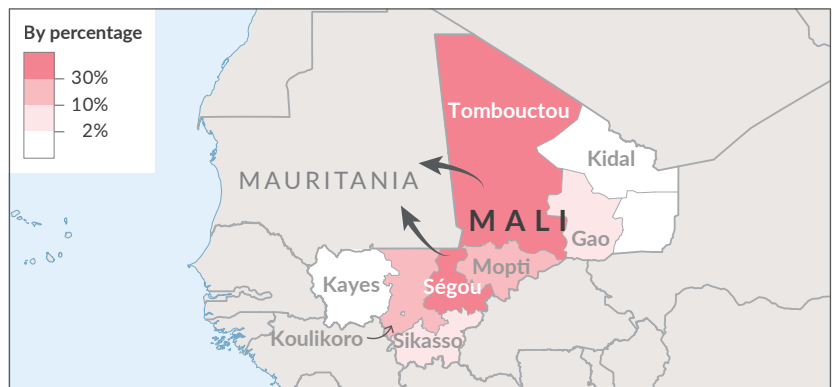 By percentage
30%
10%
2%
Tombouctou
Kidal
MAURITANIA
MALI
Gao
Mopti
Kayes
Ségou
Koulikoro
Sikasso